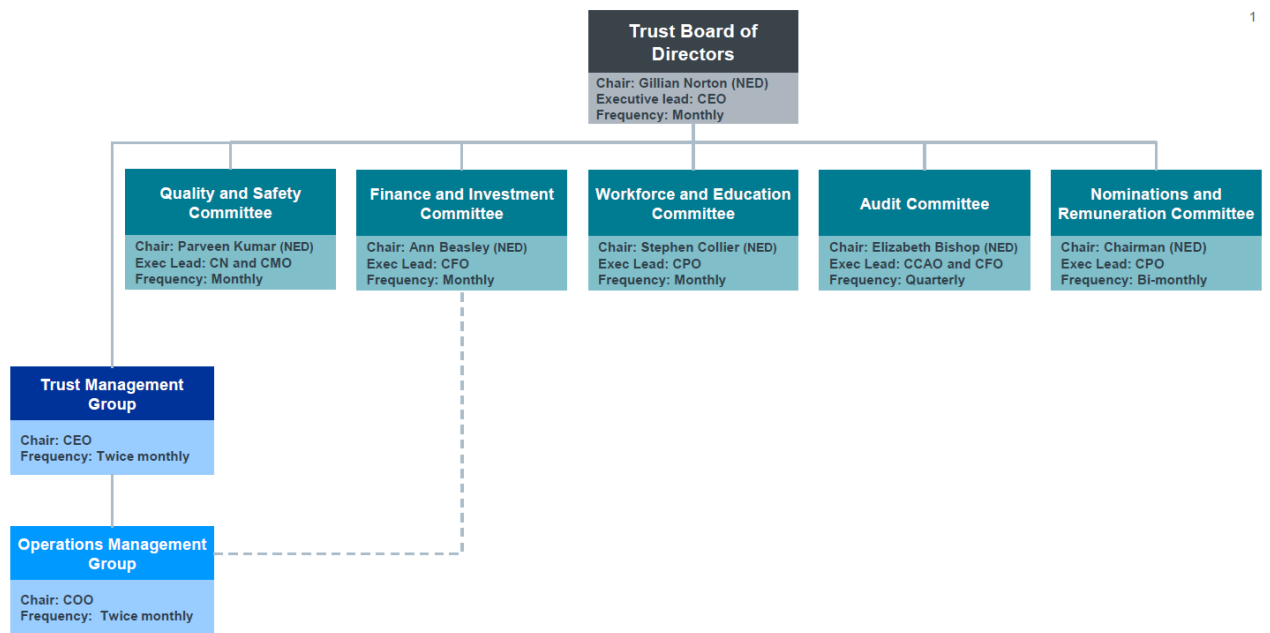 1
Trust Board of
Directors
Chair: Gillian Norton (NED)
Executive lead: CEO
Frequency: Monthly
Quality and Safety
Committee
Chair: Parveen Kumar (NED)
Exec Lead: CN and CMO
Frequency: Monthly
Finance and Investment
Committee
Chair: Ann Beasley (NED)
Exec Lead: CFO
Frequency: Monthly
Workforce and Education
Committee
Chair: Stephen Collier (NED)
Exec Lead: CPO
Frequency: Monthly
Audit Committee
Chair: Elizabeth Bishop (NED)
Exec Lead: CCAO and CFO
Frequency: Quarterly
Nominations and
Remuneration Committee
Chair: Chairman (NED)
Exec Lead: CPO
Frequency: Bi-monthly
Trust Management
Group
Chair: CEO
Frequency: Twice monthly
Operations Management
Group
Chair: COO
Frequency: Twice monthly